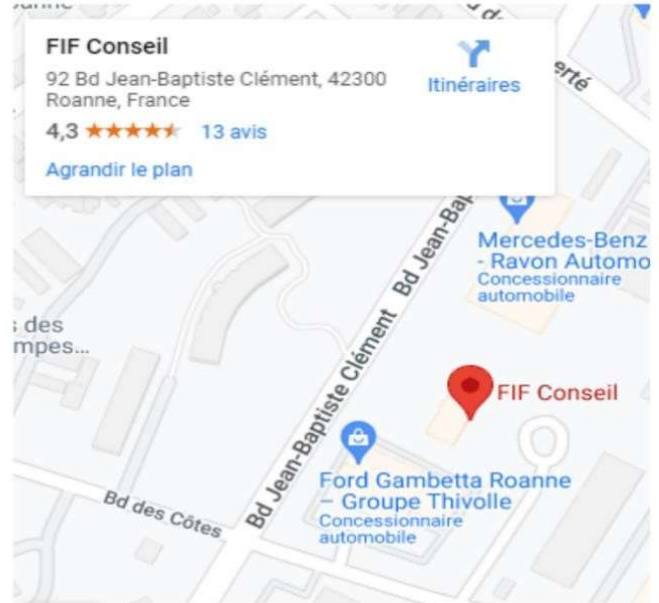 FIF Conseil
92 Bd Jean-Baptiste Clément, 42300
Roanne, France
4,3
13 avis
Agrandir le plan
Itinéraires
erté
Bd Jean-Bap
Mercedes-Benz
- Ravon Automo
Concessionnaire
automobile
s des
mpes...
Bd Jean-Baptiste Clément
FIF Conseil
Ford Gambetta Roanne
– Groupe Thivolle
Concessionnaire
automobile
Bd des Côtes